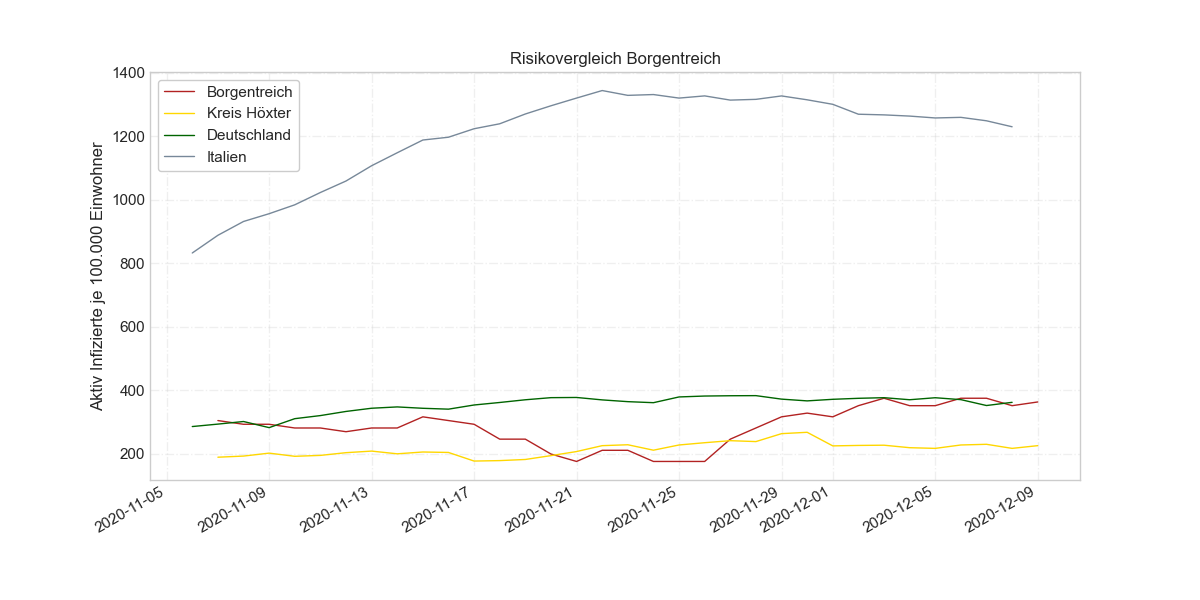 Risikovergleich Borgentreich
Aktiv Infizierte je 100.000 Einwohner
1400
1200
1000
800
600
400
200
Borgentreich
Kreis Höxter
Deutschland
Italien
2020-11-05
2020-11-09
2020-11-13
2020-11-17
2020-11-21
2020-11-25
2020-11-29
2020-12-01
2020-12-05
2020-12-09